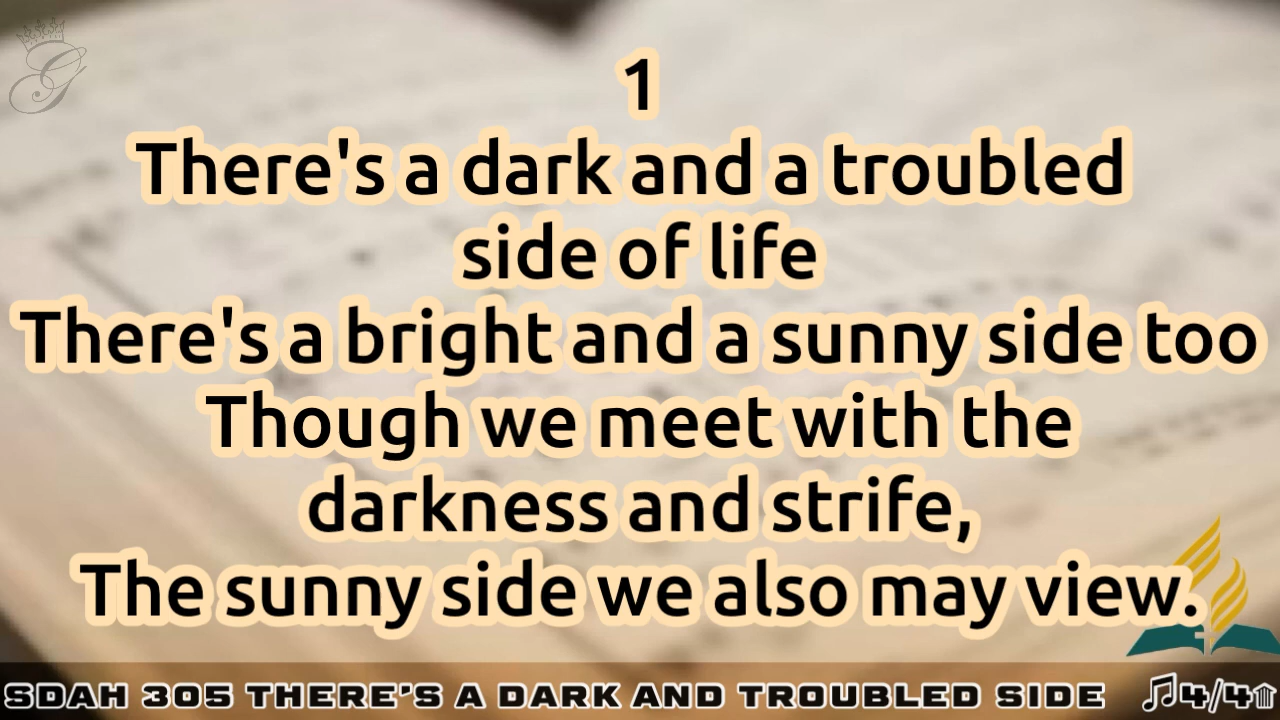 G
1
There's a dark and a troubled
side of life
There's a bright and a sunny side too
Though we meet with the
darkness and strife,
The sunny side we also may view.
SDAH 305 THERE'S A DARK AND TROUBLED SIDE 4/4